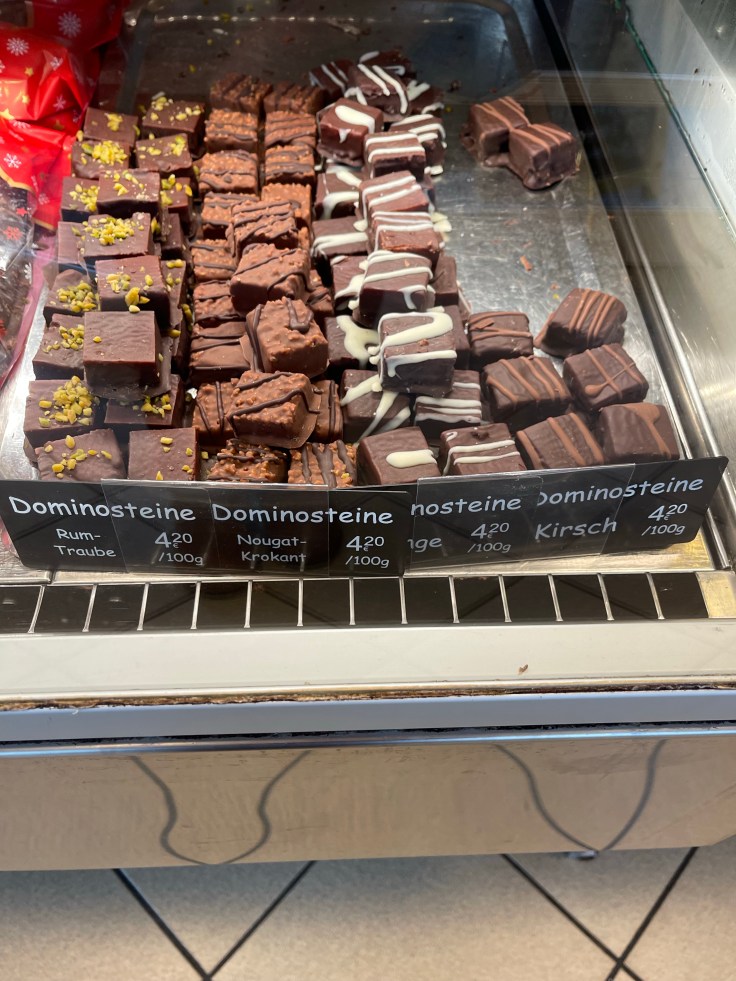 Dominosteine
Rum-
Traube
4,20
€
/100g
Dominosteine
Nougat-
Krokant
4,20
€
/100g
nosteine
nge
4,20
€
/100g
Dominosteine
Kirsch
4,20
€
/100g